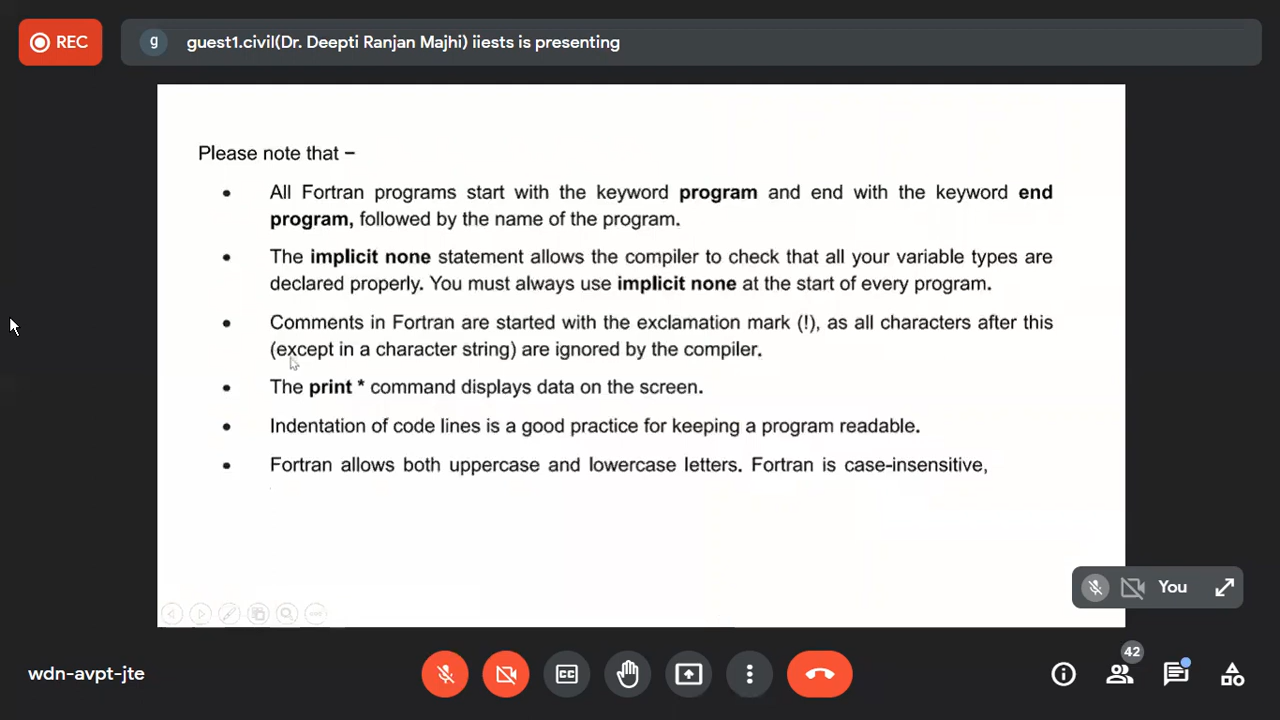 REC
g guest1.civil(Dr. Deepti Ranjan Majhi) iiests is presenting
Please note that −
• All Fortran programs start with the keyword program and end with the keyword end
program, followed by the name of the program.
• The implicit none statement allows the compiler to check that all your variable types are
declared properly. You must always use implicit none at the start of every program.
• Comments in Fortran are started with the exclamation mark (!), as all characters after this
(except in a character string) are ignored by the compiler.
• The print * command displays data on the screen.
• Indentation of code lines is a good practice for keeping a program readable.
• Fortran allows both uppercase and lowercase letters. Fortran is case-insensitive,
You
wdn-avpt-jte
CC
42